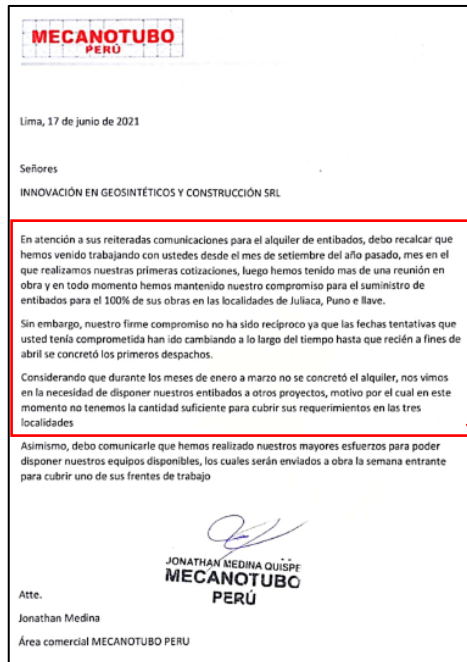 MECANOTUBO
PERÚ
Lima, 17 de junio de 2021
Señores
INNOVACIÓN EN GEOSINTÉTICOS Y CONSTRUCCIÓN SRL
En atención a sus reiteradas comunicaciones para el alquiler de entibados, debo recalcar que
hemos venido trabajando con ustedes desde el mes de setiembre del año pasado, mes en el
que realizamos nuestras primeras cotizaciones, luego hemos tenido mas de una reunión en
obra y en todo momento hemos mantenido nuestro compromiso para el suministro de
entibados para el 100% de sus obras en las localidades de Juliaca, Puno e Ilave.
Sin embargo, nuestro firme compromiso no ha sido recíproco ya que las fechas tentativas que
usted tenía comprometida han ido cambiando a lo largo del tiempo hasta que recién a fines de
abril se concretó los primeros despachos.
Considerando que durante los meses de enero a marzo no se concretó el alquiler, nos vimos
en la necesidad de disponer nuestros entibados a otros proyectos, motivo por el cual en este
momento no tenemos la cantidad suficiente para cubrir sus requerimientos en las tres
localidades
Asimismo, debo comunicarle que hemos realizado nuestros mayores esfuerzos para poder
disponer nuestros equipos disponibles, los cuales serán enviados a obra la semana entrante
para cubrir uno de sus frentes de trabajo
JONATHAN MEDINA QUISPE
MECANOTUBO
PERÚ
Atte.
Jonathan Medina
Área comercial MECANOTUBO PERU